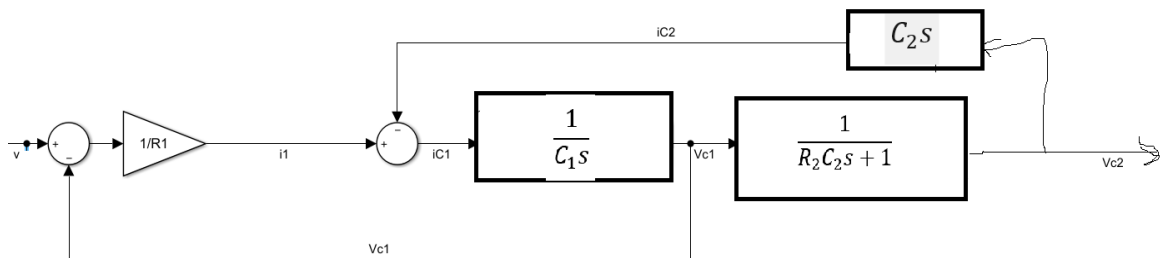 C₂s
iC2
v
+
−
1/R1
i1
+
−
iC1
1
C₁s
Vc1
1
R₂C₂s + 1
Vc2
Vc1